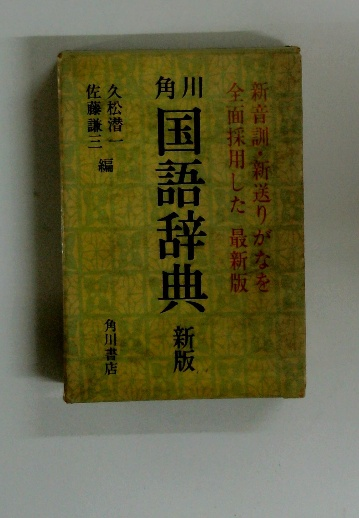 新音訓・新送りがなを
全面採用した 最新版
角川
国語辞典 新版
久松潜一
佐藤謙三 編
角川書店